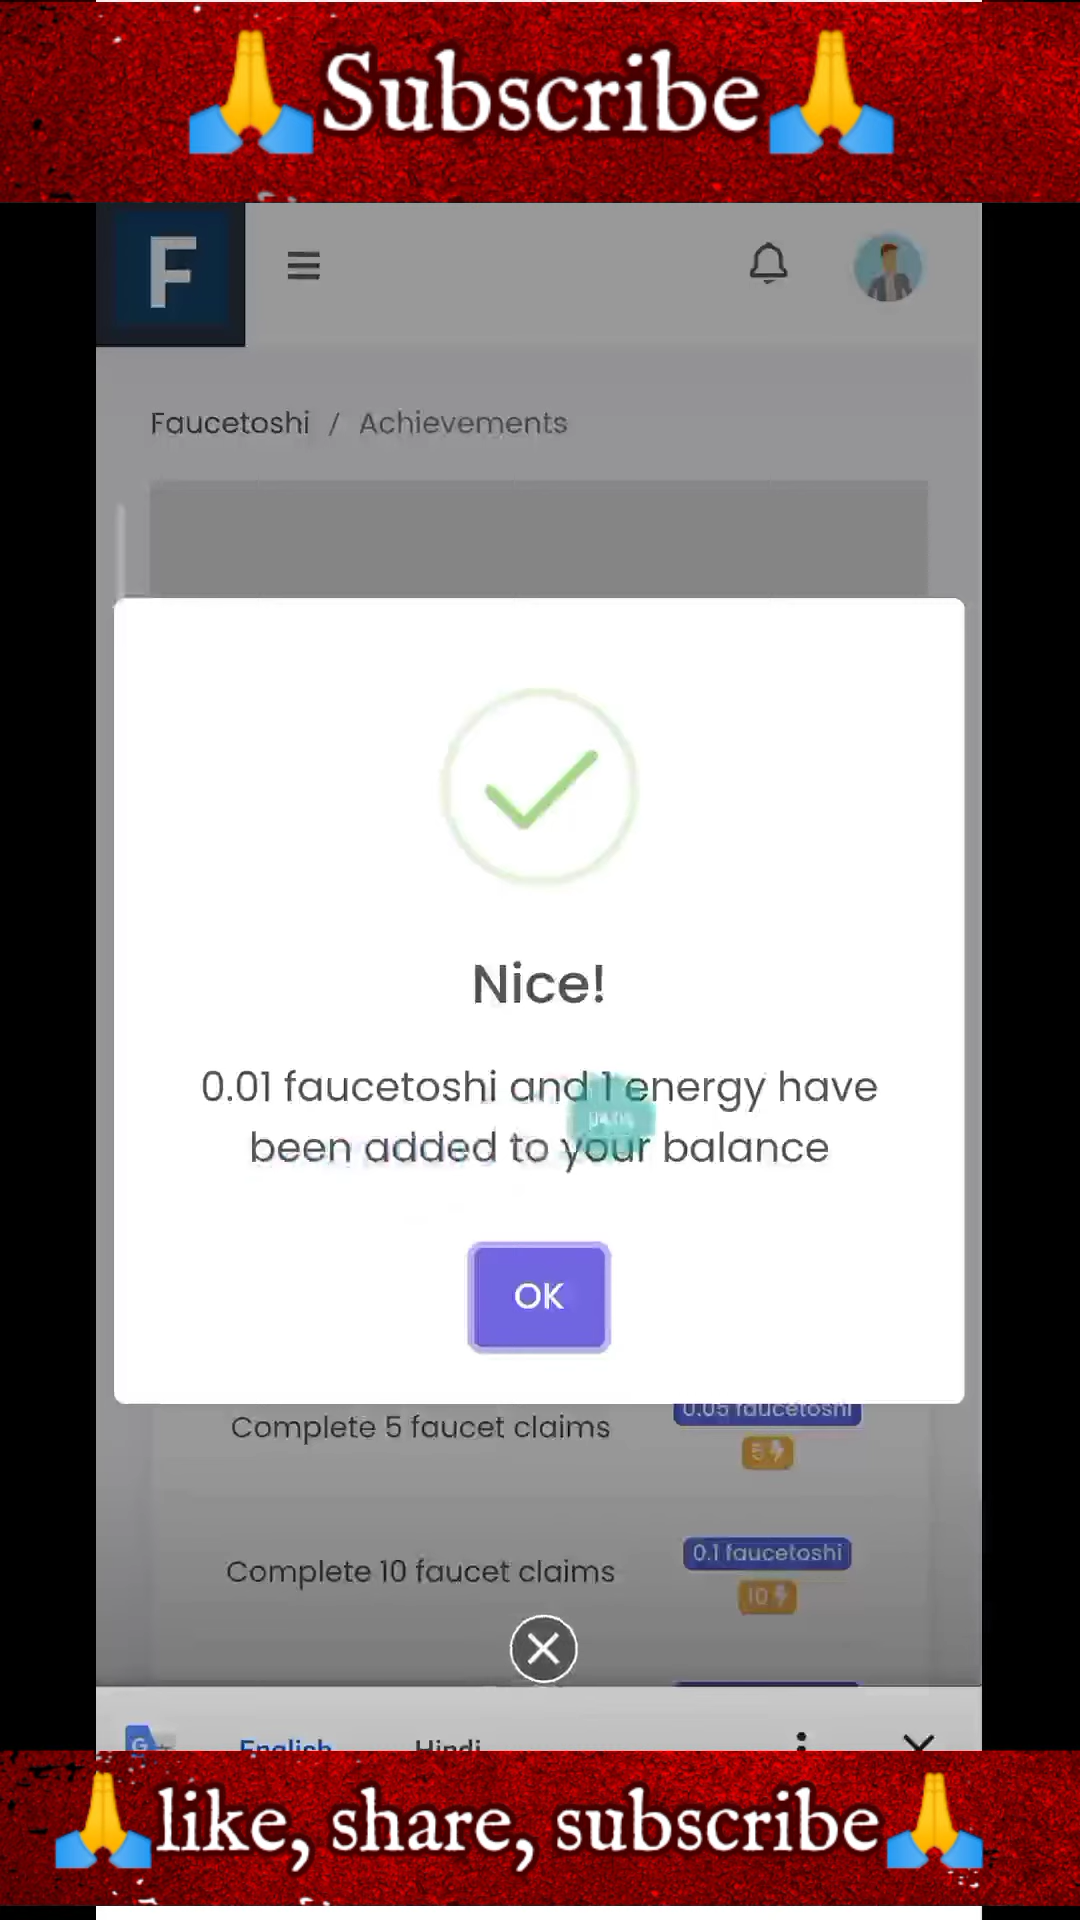 Subscribe
F
Faucetoshi / Achievements
Nice!
0.01 faucetoshi and 1 energy have
been added to your balance
OK
Complete 5 faucet claims
0.05 faucetoshi
5
Complete 10 faucet claims
0.1 faucetoshi
10
G
English Hindi
like, share, subscribe